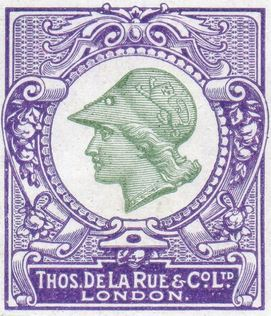 THOS. DE LA RUE & CO. LTD
LONDON.